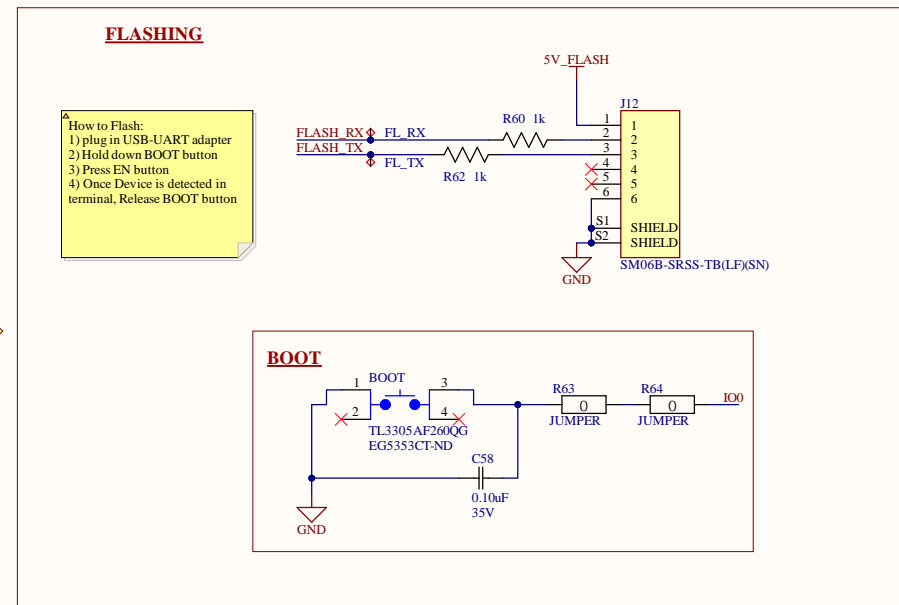 FLASHING
How to Flash:
1) plug in USB-UART adapter
2) Hold down BOOT button
3) Press EN button
4) Once Device is detected in
terminal, Release BOOT button
5V_FLASH
J12
FLASH_RX FL_RX R60 1k 1 1
2 2
FLASH_TX FL_TX R62 1k 3 3
4 4
5 5
6 6
S1 SHIELD
S2 SHIELD
SM06B-SRSS-TB(LF)(SN)
GND
BOOT
1 BOOT 3
2 4
TL3305AF260QG
EG5353CT-ND
R63 R64
0 0 IO0
JUMPER JUMPER
C58
0.10uF
35V
GND